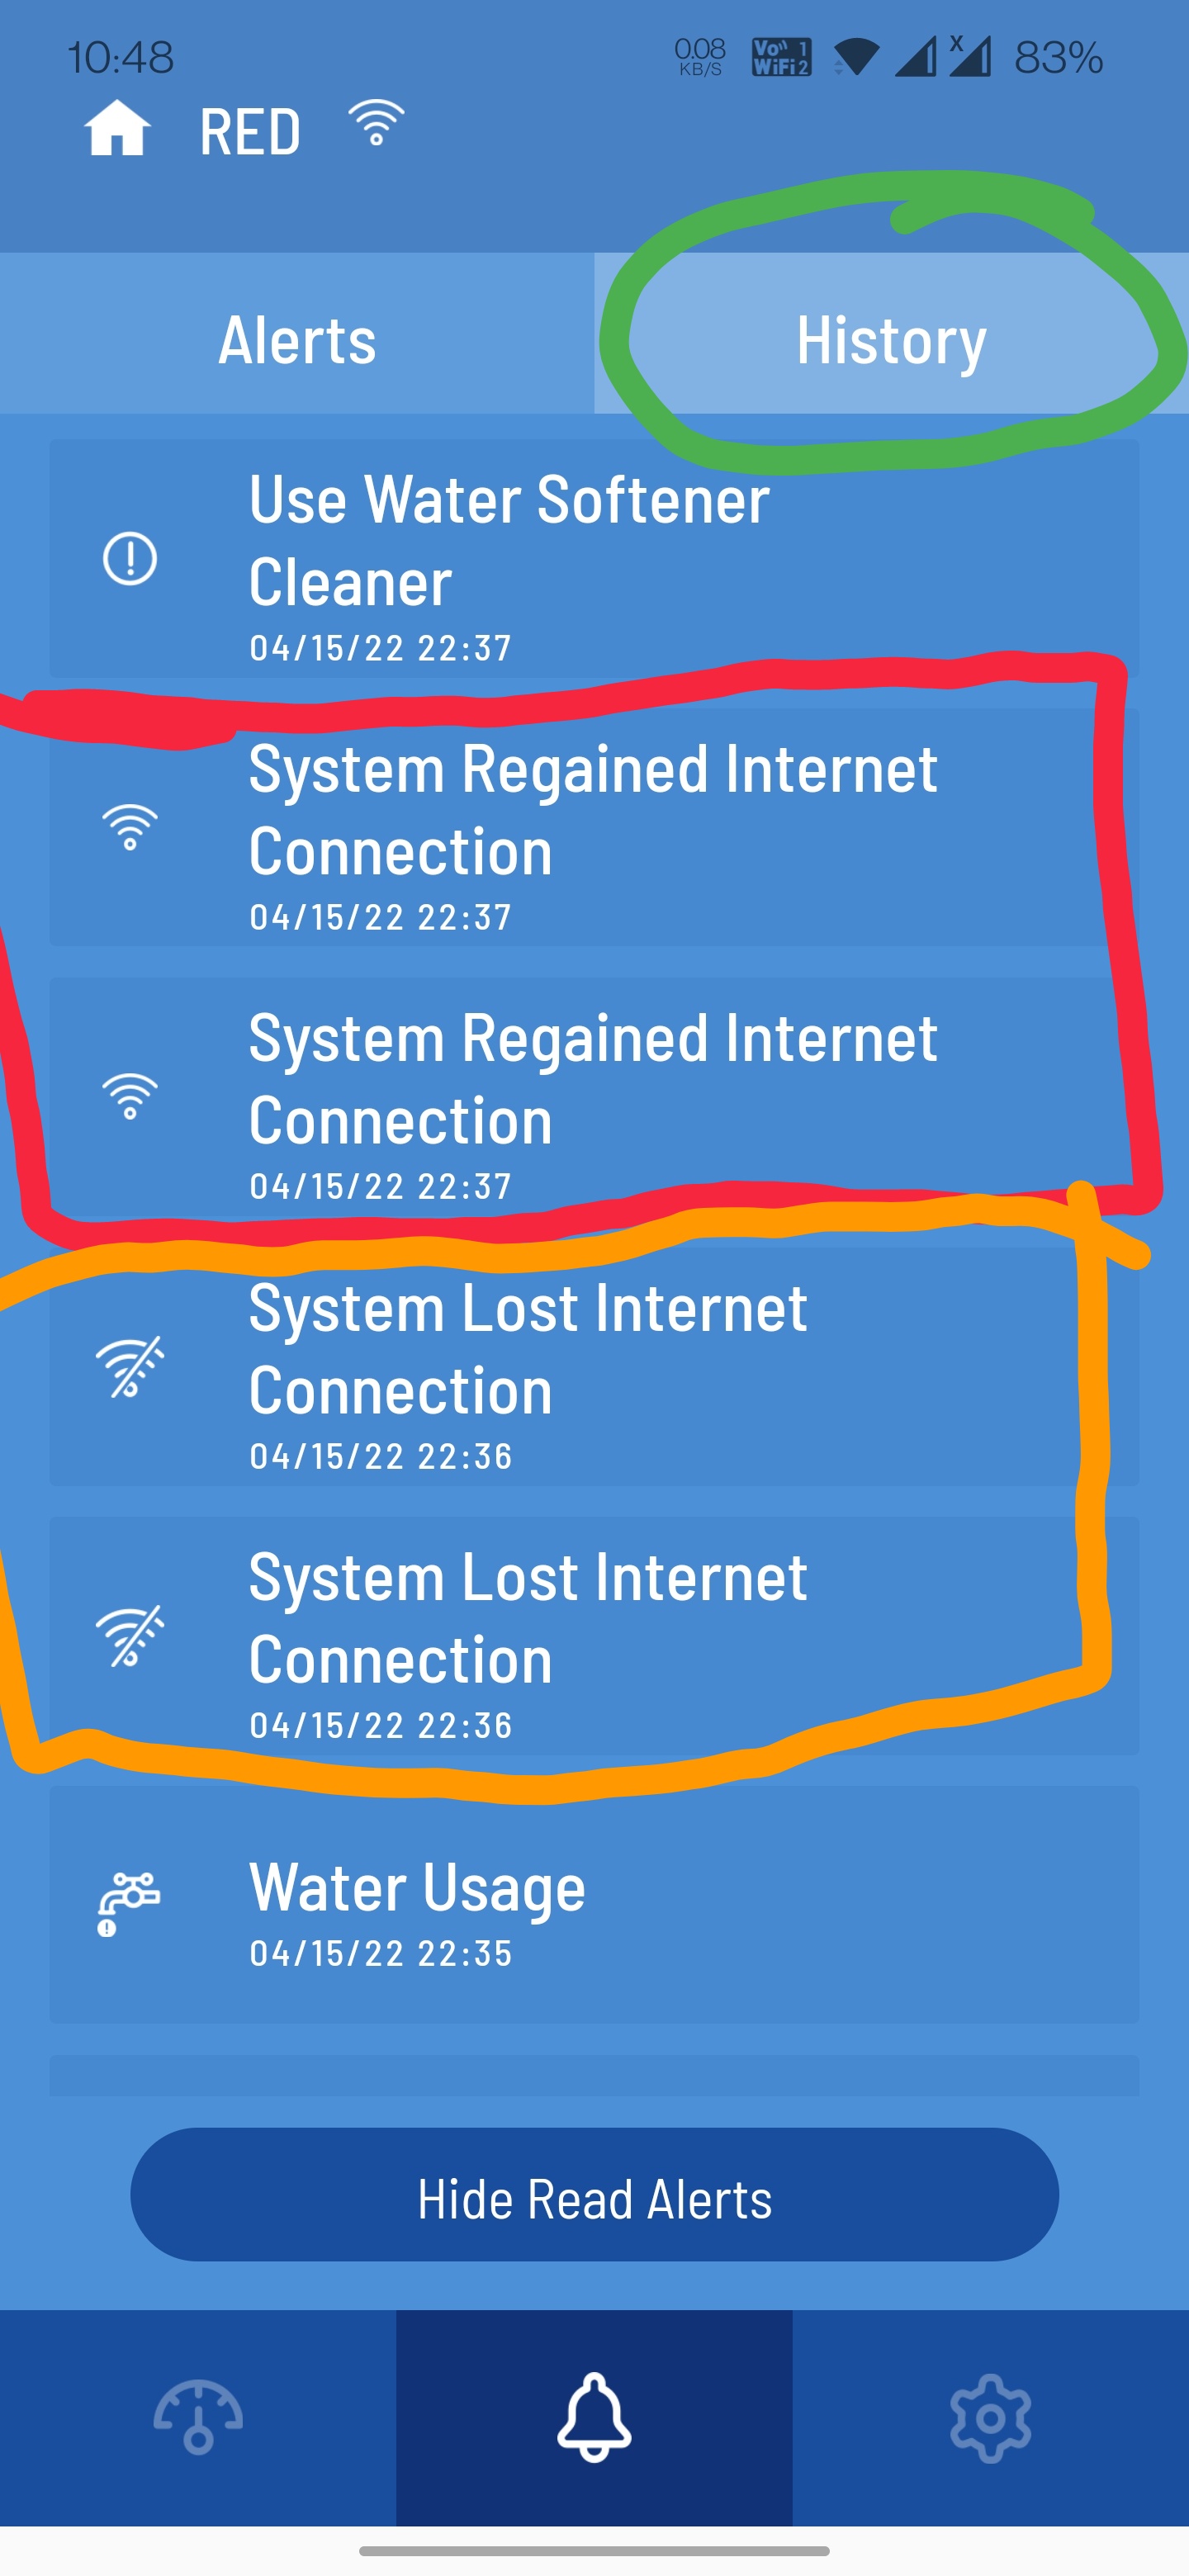 10:48
0.08
KB/S
Vo 1
WiFi 2
X
83%
RED
Alerts
History
Use Water Softener
Cleaner
04/15/22 22:37
System Regained Internet
Connection
04/15/22 22:37
System Regained Internet
Connection
04/15/22 22:37
System Lost Internet
Connection
04/15/22 22:36
System Lost Internet
Connection
04/15/22 22:36
Water Usage
04/15/22 22:35
Hide Read Alerts